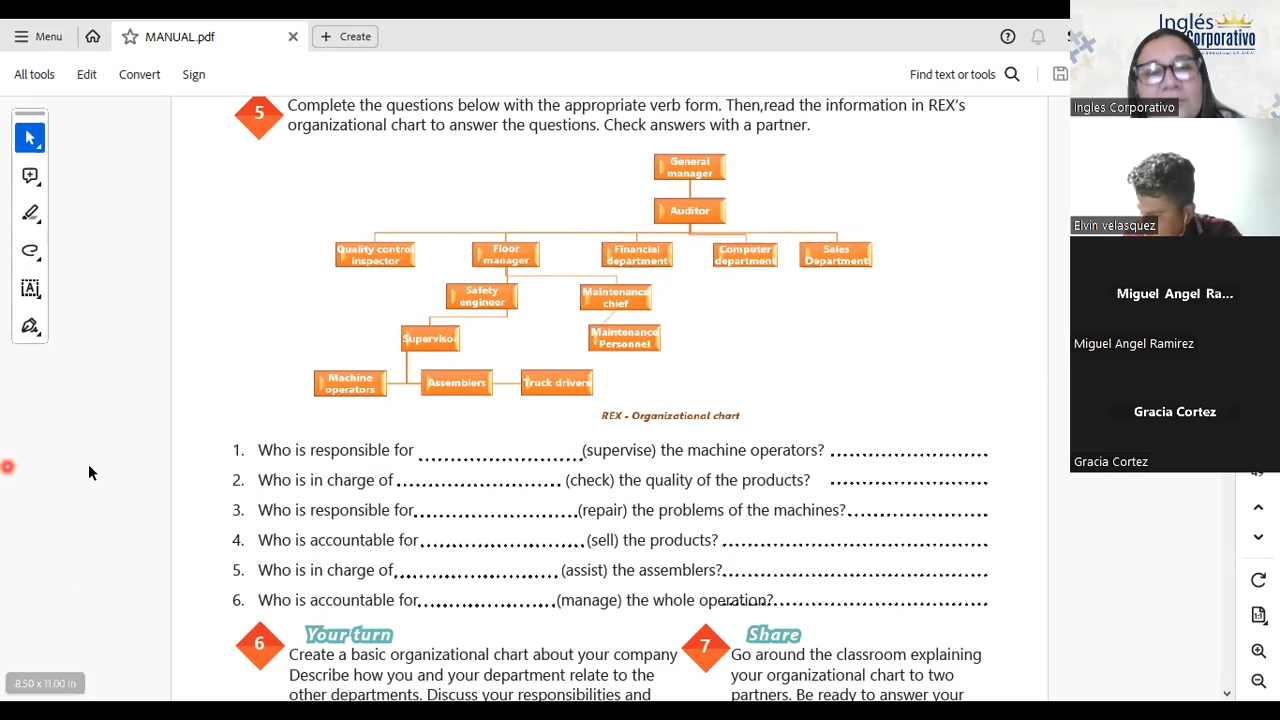 Menu
MANUAL.pdf
Create
All tools
Edit
Convert
Sign
Find text or tools
Inglés
Corporativo
Ingles Corporativo
Elvin velasquez
Miguel Angel Ra...
Miguel Angel Ramirez
Gracia Cortez
Gracia Cortez
5
Complete the questions below with the appropriate verb form. Then,read the information in REX's
organizational chart to answer the questions. Check answers with a partner.
General
manager
Auditor
Quality control
inspector
Floor
manager
Financial
department
Computer
department
Sales
Department
Safety
engineer
Maintenance
chief
Supervisor
Maintenance
Personnel
Machine
operators
Assemblers
Truck drivers
REX - Organizational chart
1. Who is responsible for ................................(supervise) the machine operators? ................................
2. Who is in charge of ................................ (check) the quality of the products? ................................
3. Who is responsible for................................(repair) the problems of the machines?................................
4. Who is accountable for................................(sell) the products? ................................
5. Who is in charge of................................ (assist) the assemblers?................................
6. Who is accountable for................................(manage) the whole operation?................................
6
Your turn
Create a basic organizational chart about your company
Describe how you and your department relate to the
other departments. Discuss your responsibilities and
7
Share
Go around the classroom explaining
your organizational chart to two
partners. Be ready to answer your
8.50 x 11.00 in